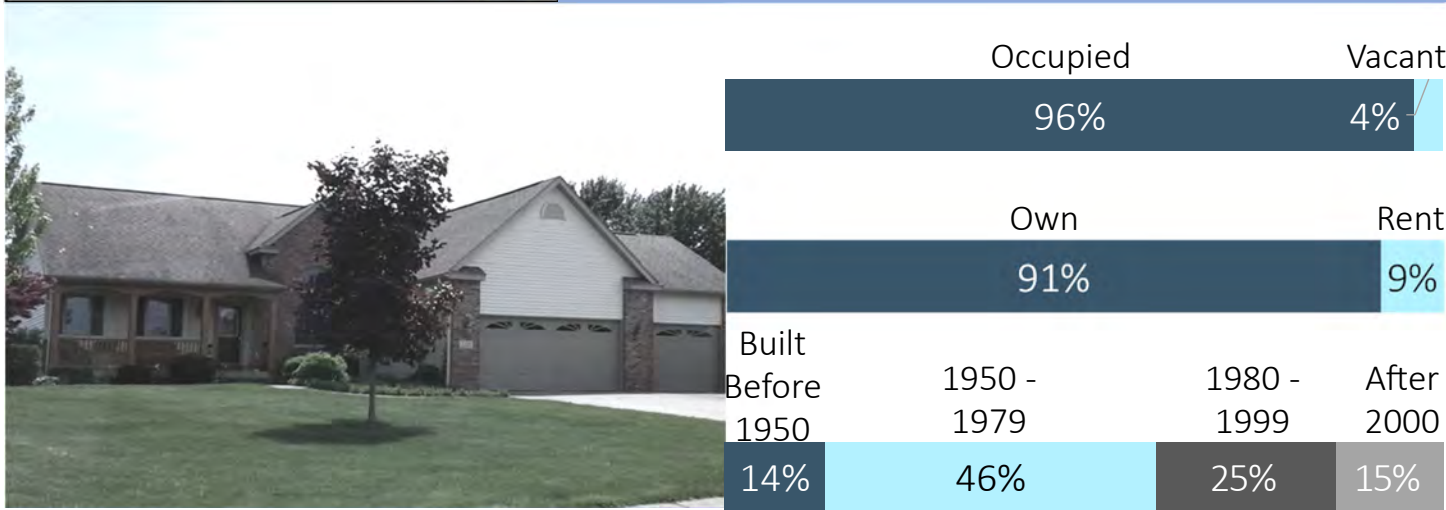 Occupied Vacant
96% 4%
Own Rent
91% 9%
Built
Before
1950
1950 -
1979
1980 -
1999
After
2000
14% 46% 25% 15%